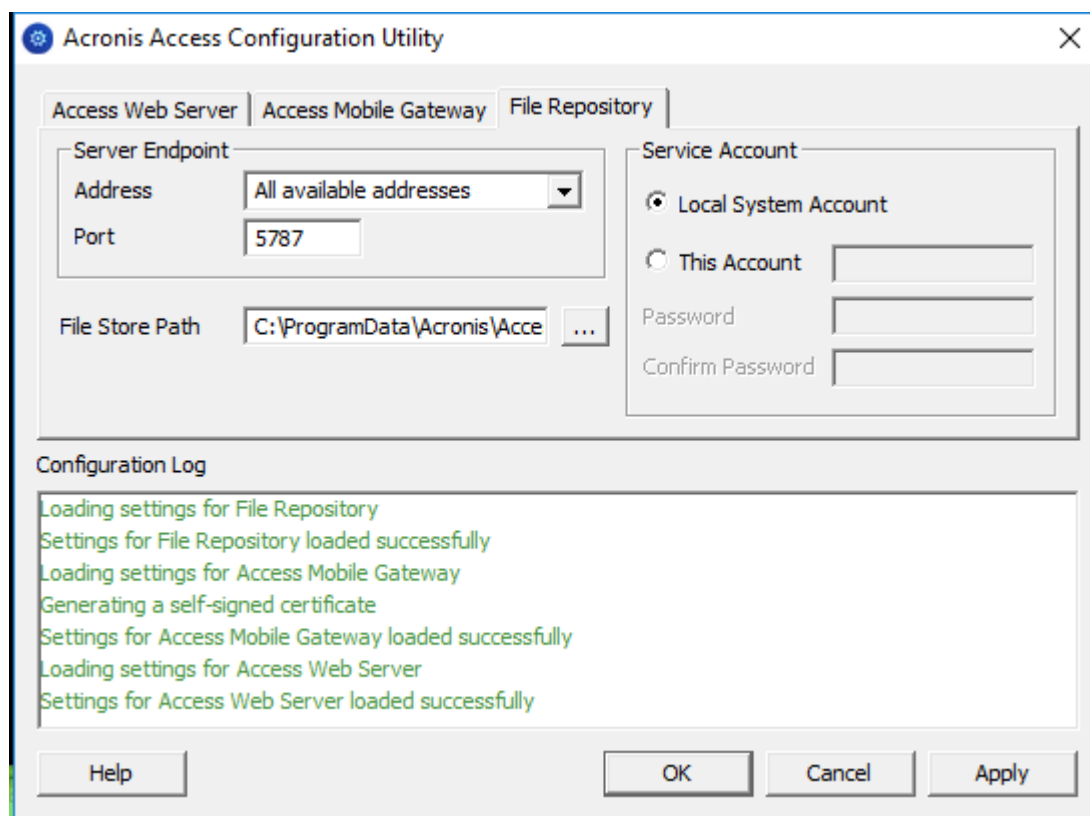 Acronis Access Configuration Utility
Access Web Server
Access Mobile Gateway
File Repository
Server Endpoint
Address
All available addresses
Port
5787
File Store Path
C:\ProgramData\Acronis\Acce
...
Service Account
Local System Account
This Account
Password
Confirm Password
Configuration Log
Loading settings for File Repository
Settings for File Repository loaded successfully
Loading settings for Access Mobile Gateway
Generating a self-signed certificate
Settings for Access Mobile Gateway loaded successfully
Loading settings for Access Web Server
Settings for Access Web Server loaded successfully
Help
OK
Cancel
Apply